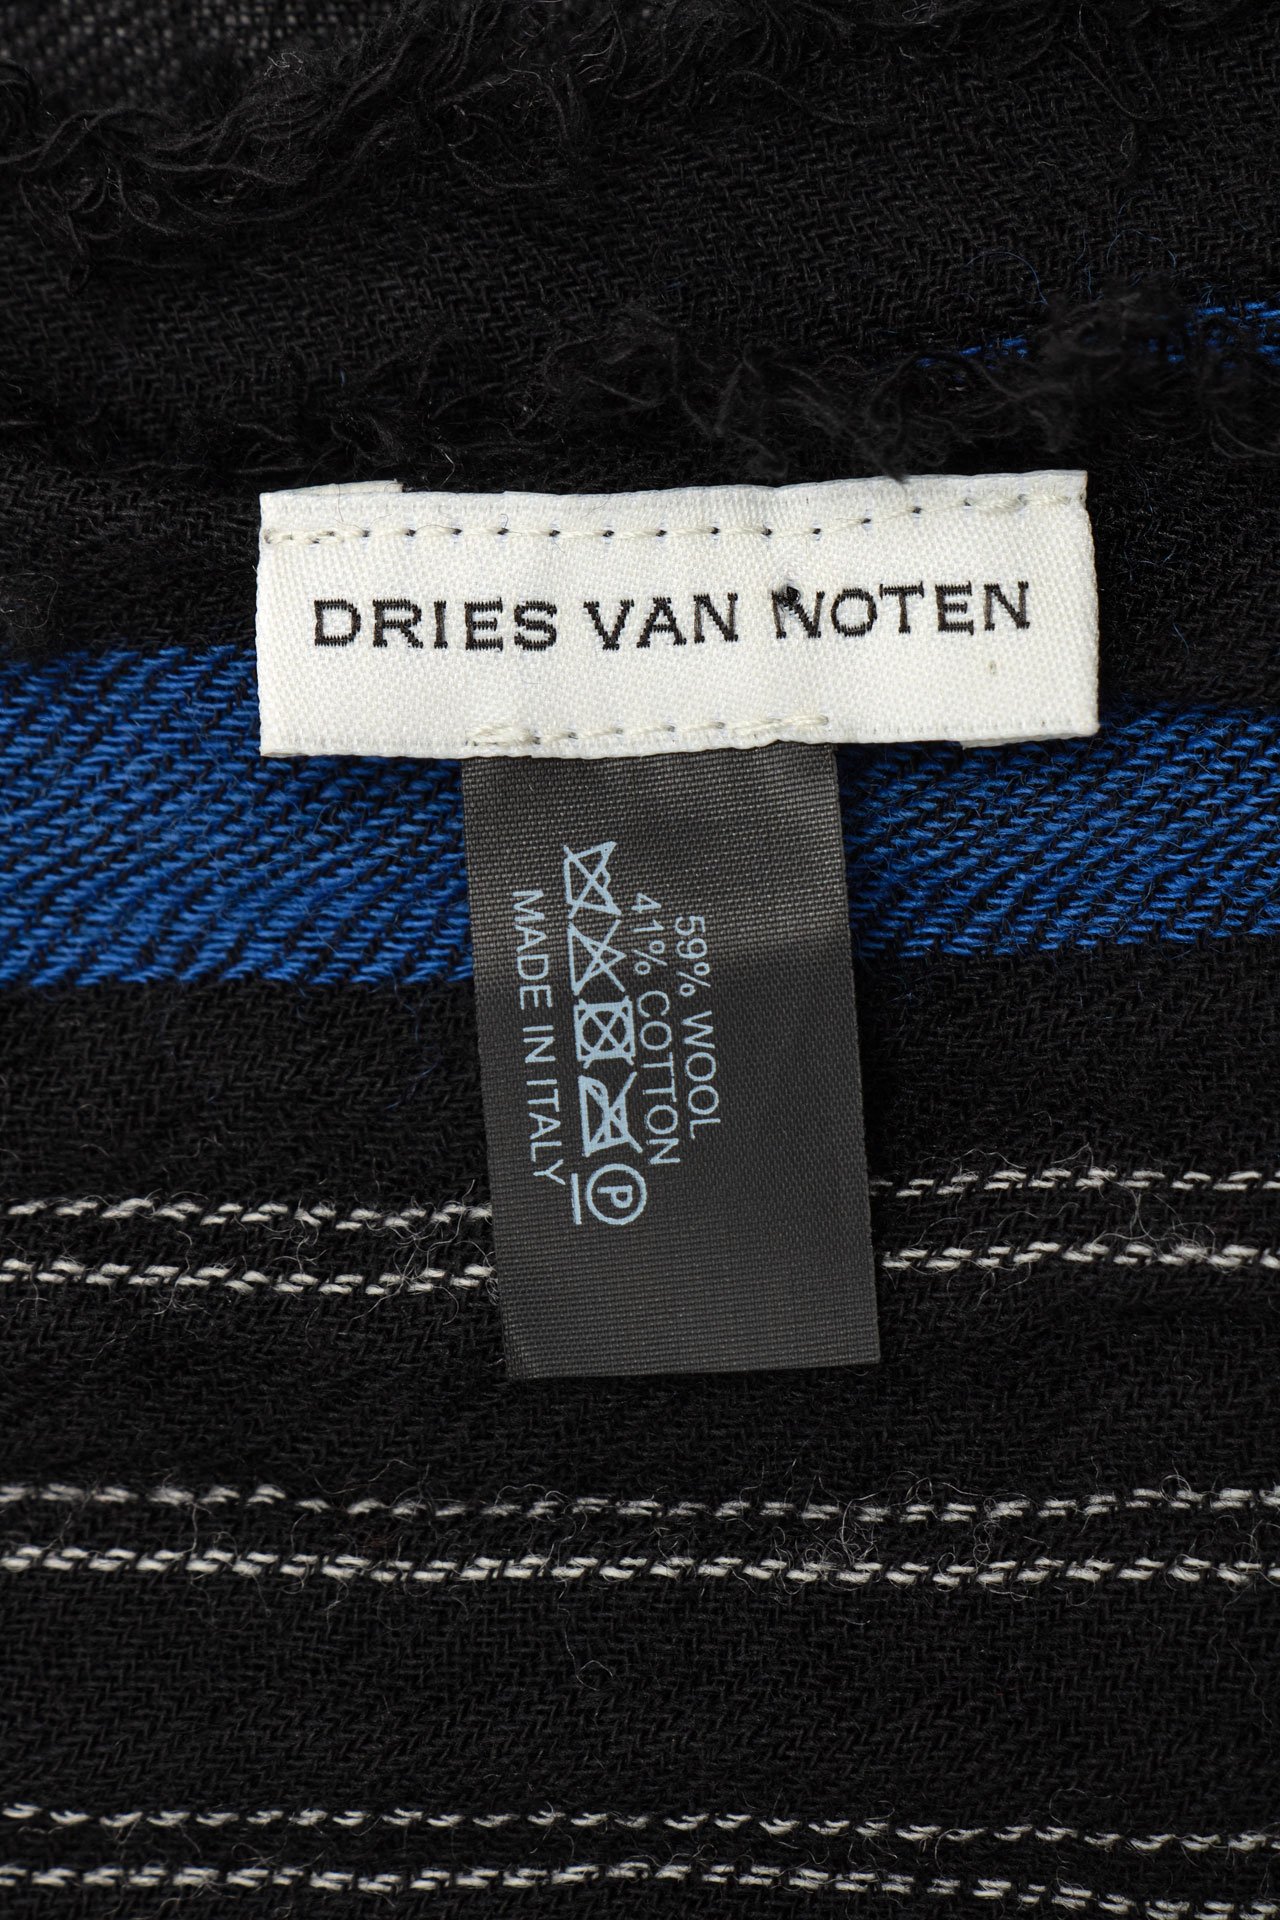 DRIES VAN NOTEN
59% WOOL
41% COTTON
P
MADE IN ITALY